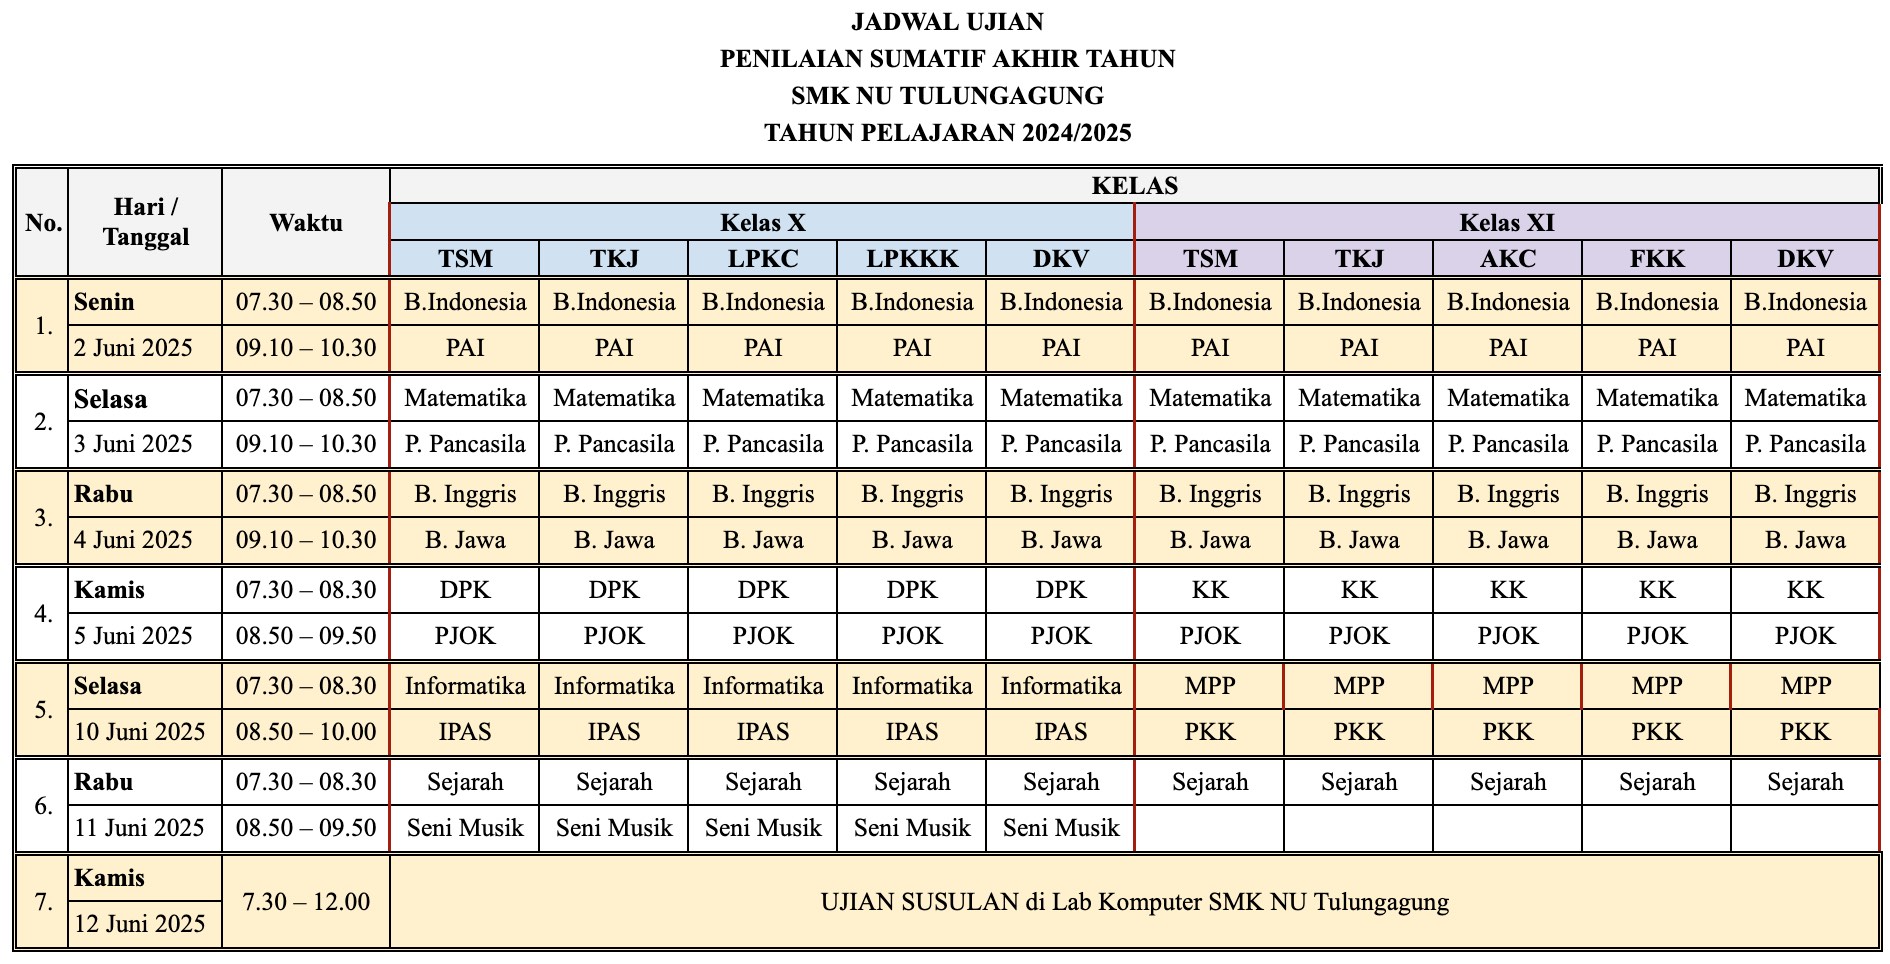 JADWAL UJIAN
PENILAIAN SUMATIF AKHIR TAHUN
SMK NU TULUNGAGUNG
TAHUN PELAJARAN 2024/2025
No. Hari / Tanggal Waktu KELAS
Kelas X Kelas XI
TSM TKJ LPKC LPKKK DKV TSM TKJ AKC FKK DKV
1. Senin 07.30 – 08.50 B.Indonesia B.Indonesia B.Indonesia B.Indonesia B.Indonesia B.Indonesia B.Indonesia B.Indonesia B.Indonesia B.Indonesia
2 Juni 2025 09.10 – 10.30 PAI PAI PAI PAI PAI PAI PAI PAI PAI PAI
2. Selasa 07.30 – 08.50 Matematika Matematika Matematika Matematika Matematika Matematika Matematika Matematika Matematika Matematika
3 Juni 2025 09.10 – 10.30 P. Pancasila P. Pancasila P. Pancasila P. Pancasila P. Pancasila P. Pancasila P. Pancasila P. Pancasila P. Pancasila P. Pancasila
3. Rabu 07.30 – 08.50 B. Inggris B. Inggris B. Inggris B. Inggris B. Inggris B. Inggris B. Inggris B. Inggris B. Inggris B. Inggris
4 Juni 2025 09.10 – 10.30 B. Jawa B. Jawa B. Jawa B. Jawa B. Jawa B. Jawa B. Jawa B. Jawa B. Jawa B. Jawa
4. Kamis 07.30 – 08.30 DPK DPK DPK DPK DPK KK KK KK KK KK
5 Juni 2025 08.50 – 09.50 PJOK PJOK PJOK PJOK PJOK PJOK PJOK PJOK PJOK PJOK
5. Selasa 07.30 – 08.30 Informatika Informatika Informatika Informatika Informatika MPP MPP MPP MPP MPP
10 Juni 2025 08.50 – 10.00 IPAS IPAS IPAS IPAS IPAS PKK PKK PKK PKK PKK
6. Rabu 07.30 – 08.30 Sejarah Sejarah Sejarah Sejarah Sejarah Sejarah Sejarah Sejarah Sejarah Sejarah
11 Juni 2025 08.50 – 09.50 Seni Musik Seni Musik Seni Musik Seni Musik Seni Musik
7. Kamis 7.30 – 12.00 UJIAN SUSULAN di Lab Komputer SMK NU Tulungagung
12 Juni 2025